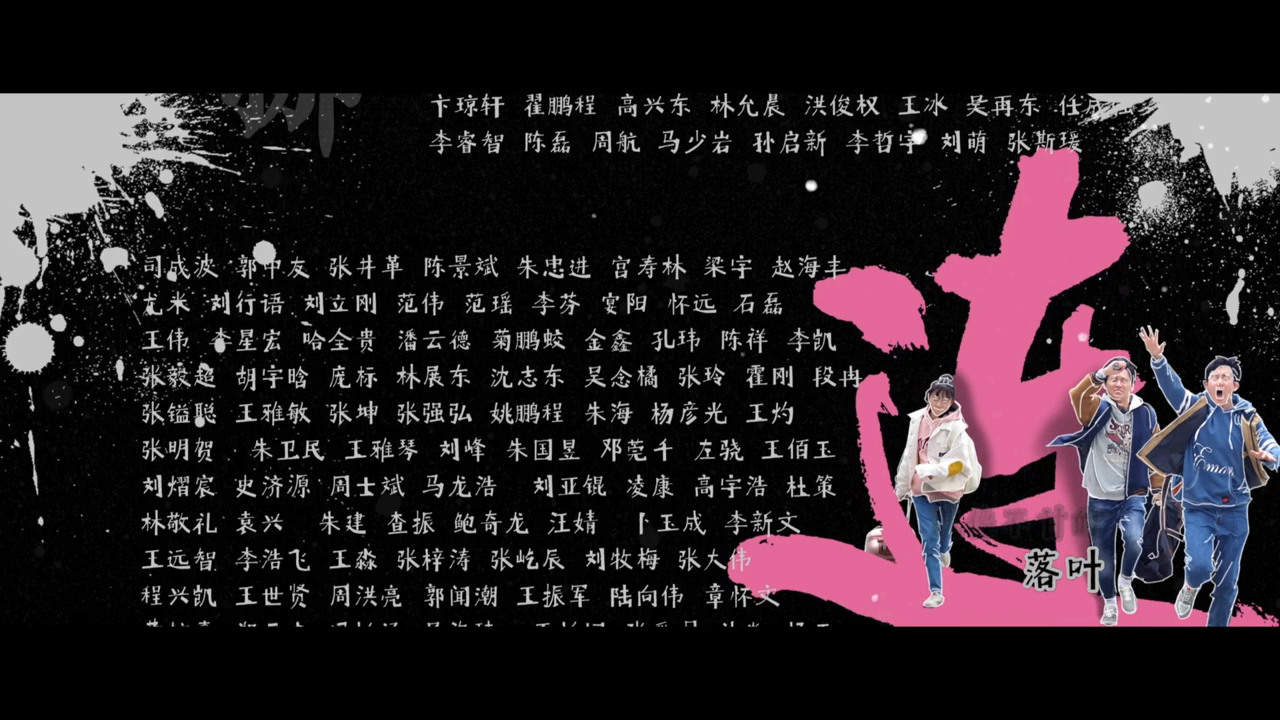 卞琼轩 翟鹏程 高兴东 林允晨 洪俊权 王冰 吴再东
李睿智 陈磊 周航 马少岩 孙启新 李哲宇 刘萌 张斯瑗
司成波 郭中友 张井革 陈景斌 朱忠进 宫寿林 梁宇 赵海丰
尤米 刘行语 刘立刚 范伟 范瑶 李芬 宴阳 怀远 石磊
王伟 李星宏 哈全贵 潘云德 菊鹏蛟 金鑫 孔玮 陈祥 李凯
张毅超 胡宇晗 庞标 林展东 沈志东 吴念橘 张玲 霍刚 段冉
张镒聪 王雅敏 张坤 张强弘 姚鹏程 朱海 杨彦光 王灼
张明贺 朱卫民 王雅琴 刘峰 朱国昱 邓莞千 左骁 王佰玉
刘熠宸 史济源 周士斌 马龙浩 刘亚锟 凌康 高宇浩 杜策
林敬礼 袁兴 朱建 查振 鲍奇龙 汪婧 卜玉成 李新文
王远智 李浩飞 王淼 张梓涛 张屹辰 刘牧梅 张大伟
程兴凯 王世贤 周洪亮 郭闻潮 王振军 陆向伟 章怀文
落叶